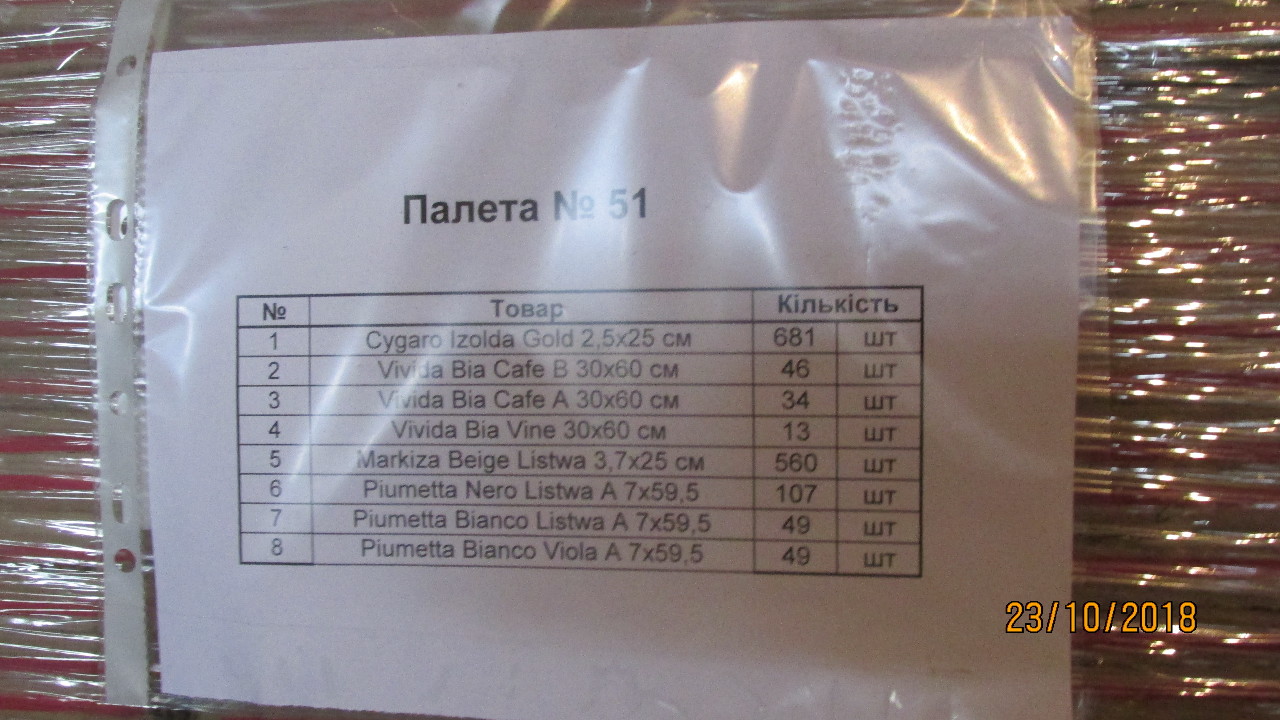 Палета № 51
№ Товар Кількість
1 Cygaro Izolda Gold 2,5x25 см 681 шт
2 Vivida Bia Cafe B 30x60 см 46 шт
3 Vivida Bia Cafe A 30x60 см 34 шт
4 Vivida Bia Vine 30x60 см 13 шт
5 Markiza Beige Listwa 3,7x25 см 560 шт
6 Piumetta Nero Listwa A 7x59,5 107 шт
7 Piumetta Bianco Listwa A 7x59,5 49 шт
8 Piumetta Bianco Viola A 7x59,5 49 шт
23/10/2018